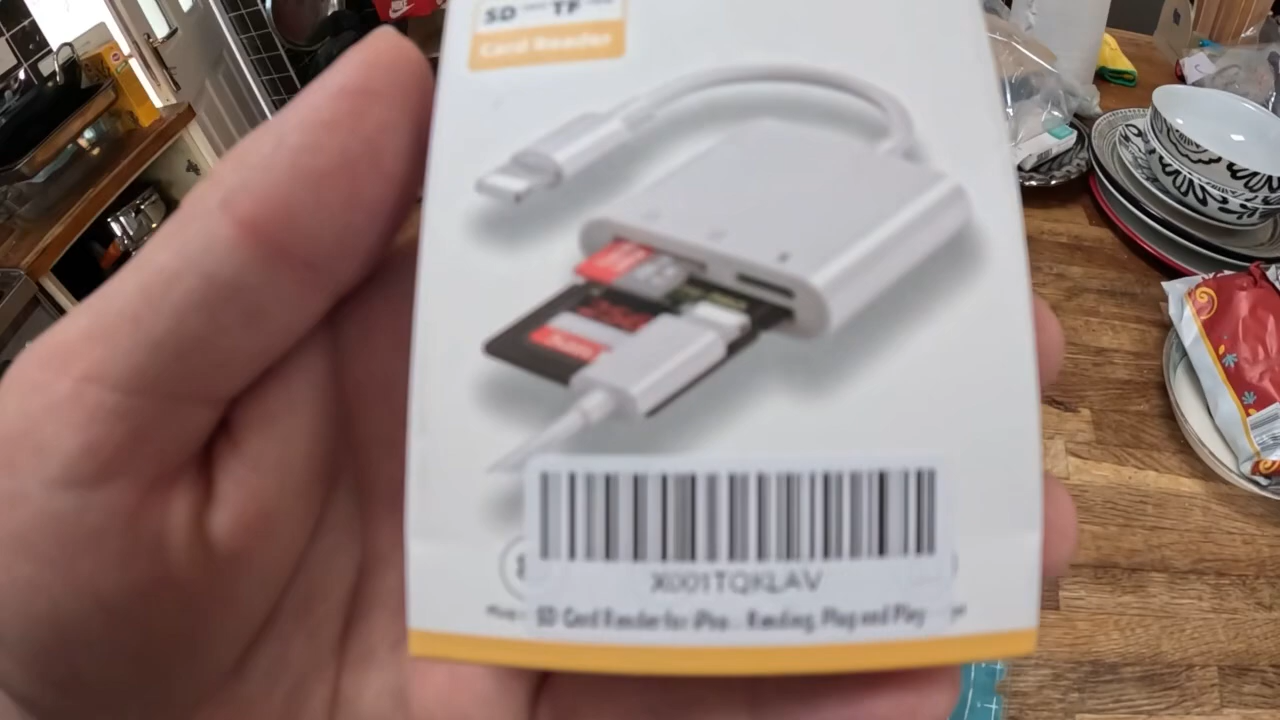 SD TF
Card Reader
X001TQKLAV
SD Card Reader for iPho... Reading, Plug and Play